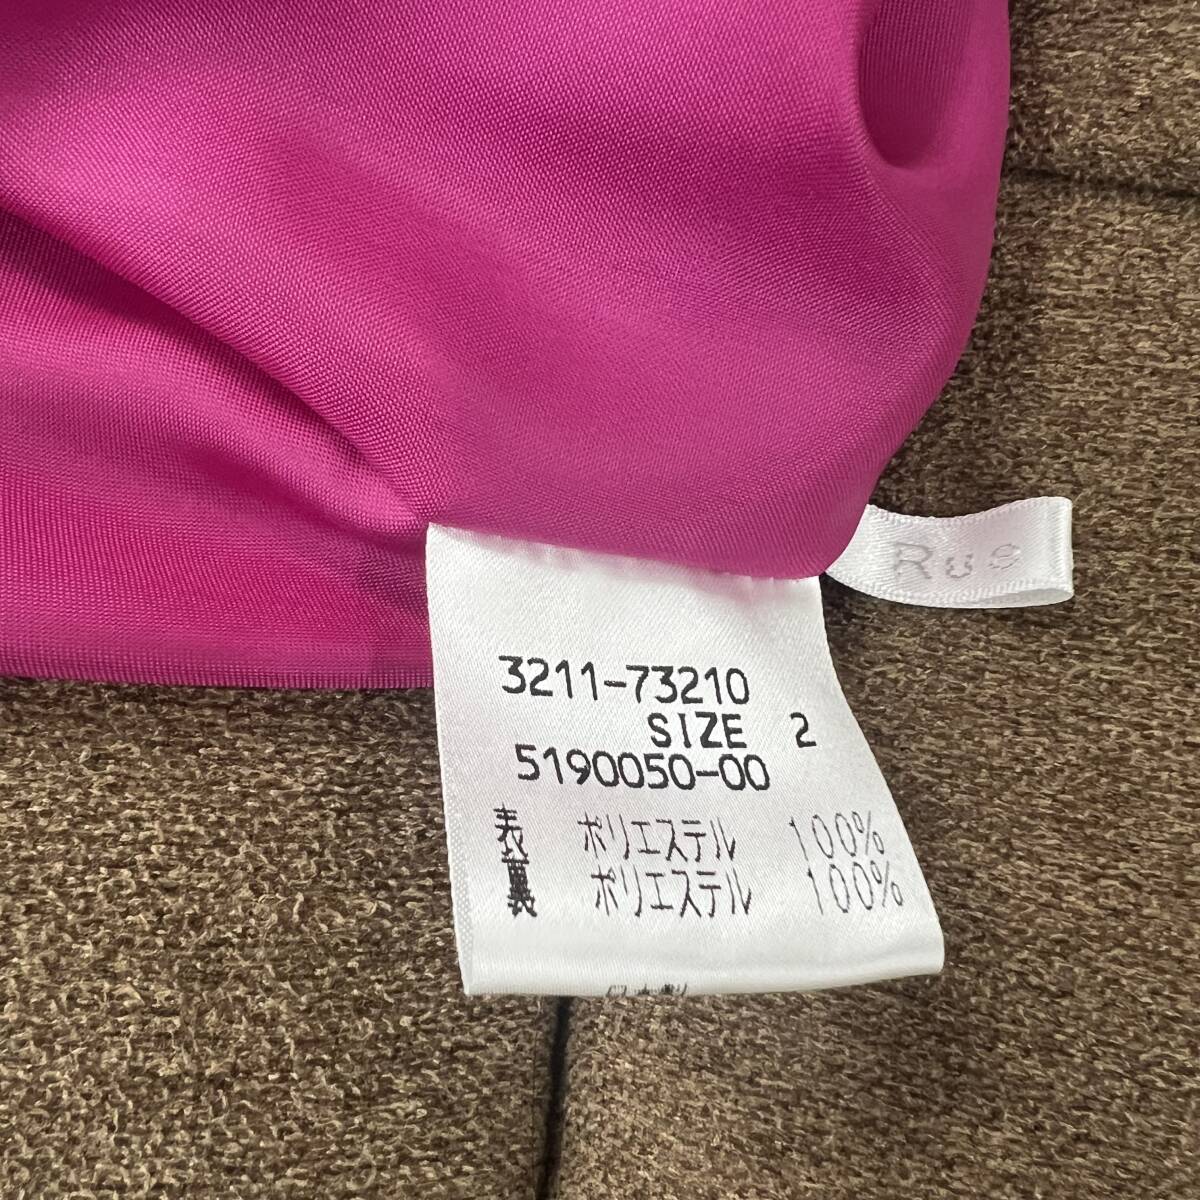 Rue
3211-73210
SIZE 2
5190050-00
表 ポリエステル 100%
裏 ポリエステル 100%